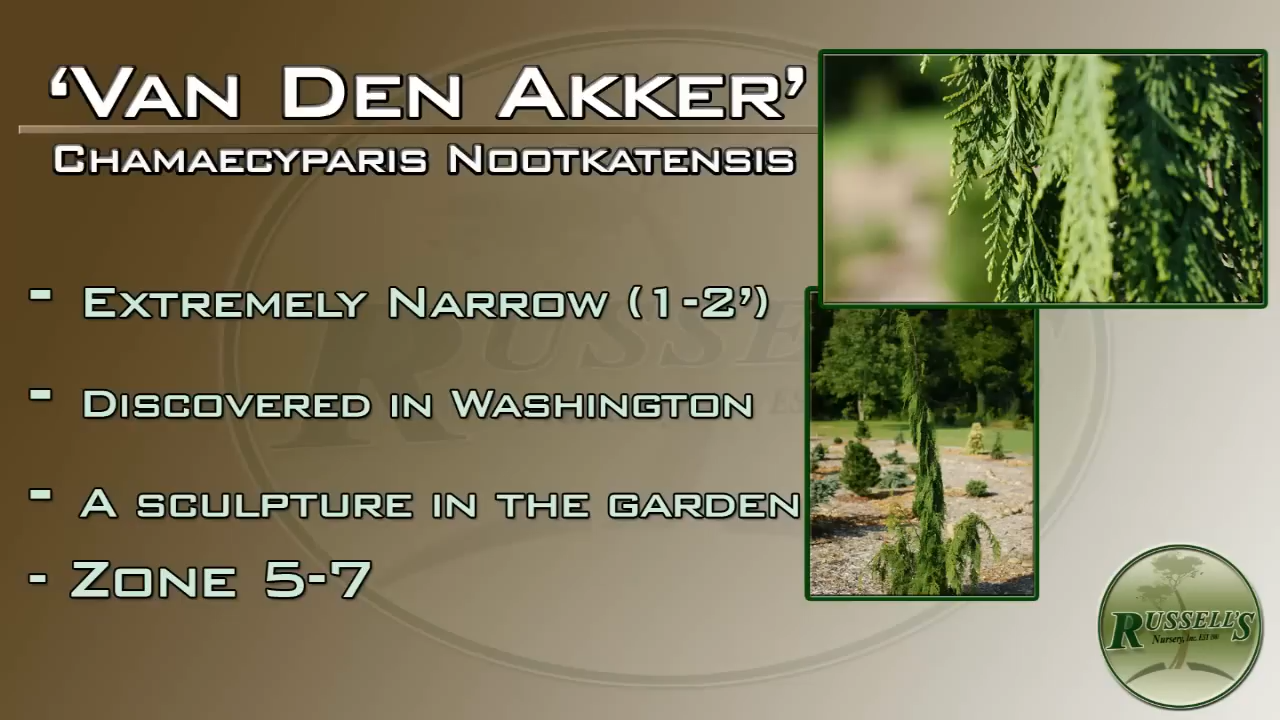 ‘Van Den Akker’
Chamaecyparis Nootkatensis
- Extremely Narrow (1-2’)
- Discovered in Washington
- A sculpture in the garden
- Zone 5-7
Russell's
Nursery, Inc. EST